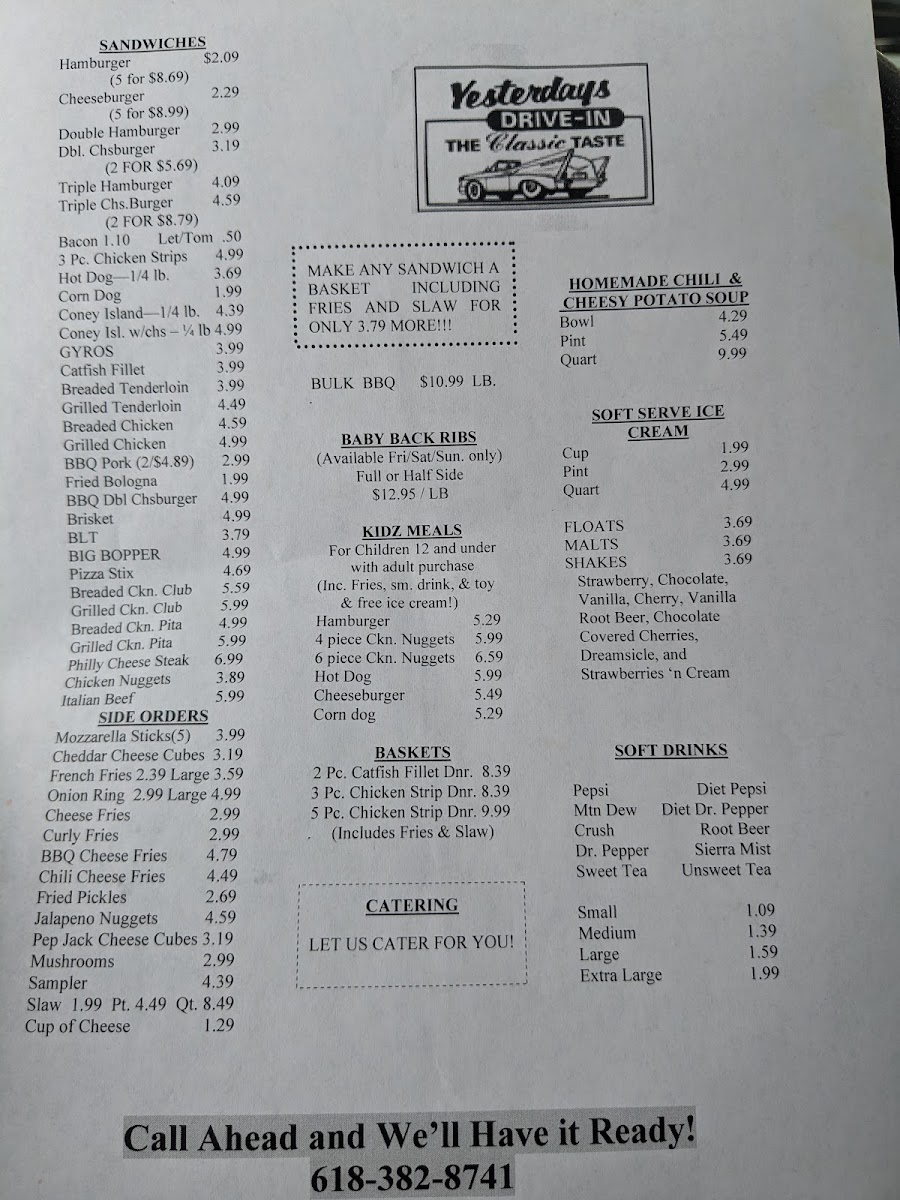 SANDWICHES
Hamburger $2.09
(5 for $8.69)
Cheeseburger 2.29
(5 for $8.99)
Double Hamburger 2.99
Dbl. Chsburger 3.19
(2 FOR $5.69)
Triple Hamburger 4.09
Triple Chs.Burger 4.59
(2 FOR $8.79)
Bacon 1.10 Let/Tom .50
3 Pc. Chicken Strips 4.99
Hot Dog—1/4 lb. 3.69
Corn Dog 1.99
Coney Island—1/4 lb. 4.39
Coney Isl. w/chs – ¼ lb 4.99
GYROS 3.99
Catfish Fillet 3.99
Breaded Tenderloin 3.99
Grilled Tenderloin 4.49
Breaded Chicken 4.59
Grilled Chicken 4.99
BBQ Pork (2/$4.89) 2.99
Fried Bologna 1.99
BBQ Dbl Chsburger 4.99
Brisket 4.99
BLT 3.79
BIG BOPPER 4.99
Pizza Stix 4.69
Breaded Ckn. Club 5.59
Grilled Ckn. Club 5.99
Breaded Ckn. Pita 4.99
Grilled Ckn. Pita 5.99
Philly Cheese Steak 6.99
Chicken Nuggets 3.89
Italian Beef 5.99
SIDE ORDERS
Mozzarella Sticks(5) 3.99
Cheddar Cheese Cubes 3.19
French Fries 2.39 Large 3.59
Onion Ring 2.99 Large 4.99
Cheese Fries 2.99
Curly Fries 2.99
BBQ Cheese Fries 4.79
Chili Cheese Fries 4.49
Fried Pickles 2.69
Jalapeno Nuggets 4.59
Pep Jack Cheese Cubes 3.19
Mushrooms 2.99
Sampler 4.39
Slaw 1.99 Pt. 4.49 Qt. 8.49
Cup of Cheese 1.29
Yesterdays
DRIVE-IN
THE Classic TASTE
MAKE ANY SANDWICH A
BASKET INCLUDING
FRIES AND SLAW FOR
ONLY 3.79 MORE!!!
BULK BBQ $10.99 LB.
BABY BACK RIBS
(Available Fri/Sat/Sun. only)
Full or Half Side
$12.95 / LB
KIDZ MEALS
For Children 12 and under
with adult purchase
(Inc. Fries, sm. drink, & toy
& free ice cream!)
Hamburger 5.29
4 piece Ckn. Nuggets 5.99
6 piece Ckn. Nuggets 6.59
Hot Dog 5.99
Cheeseburger 5.49
Corn dog 5.29
BASKETS
2 Pc. Catfish Fillet Dnr. 8.39
3 Pc. Chicken Strip Dnr. 8.39
5 Pc. Chicken Strip Dnr. 9.99
(Includes Fries & Slaw)
CATERING
LET US CATER FOR YOU!
HOMEMADE CHILI &
CHEESY POTATO SOUP
Bowl 4.29
Pint 5.49
Quart 9.99
SOFT SERVE ICE
CREAM
Cup 1.99
Pint 2.99
Quart 4.99
FLOATS 3.69
MALTS 3.69
SHAKES 3.69
Strawberry, Chocolate,
Vanilla, Cherry, Vanilla
Root Beer, Chocolate
Covered Cherries,
Dreamsicle, and
Strawberries ‘n Cream
SOFT DRINKS
Pepsi Diet Pepsi
Mtn Dew Diet Dr. Pepper
Crush Root Beer
Dr. Pepper Sierra Mist
Sweet Tea Unsweet Tea
Small 1.09
Medium 1.39
Large 1.59
Extra Large 1.99
Call Ahead and We’ll Have it Ready!
618-382-8741